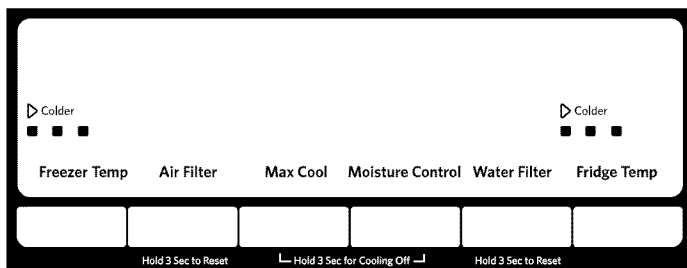 Colder Colder
Freezer Temp Air Filter Max Cool Moisture Control Water Filter Fridge Temp
Hold 3 Sec to Reset Hold 3 Sec for Cooling Off Hold 3 Sec to Reset